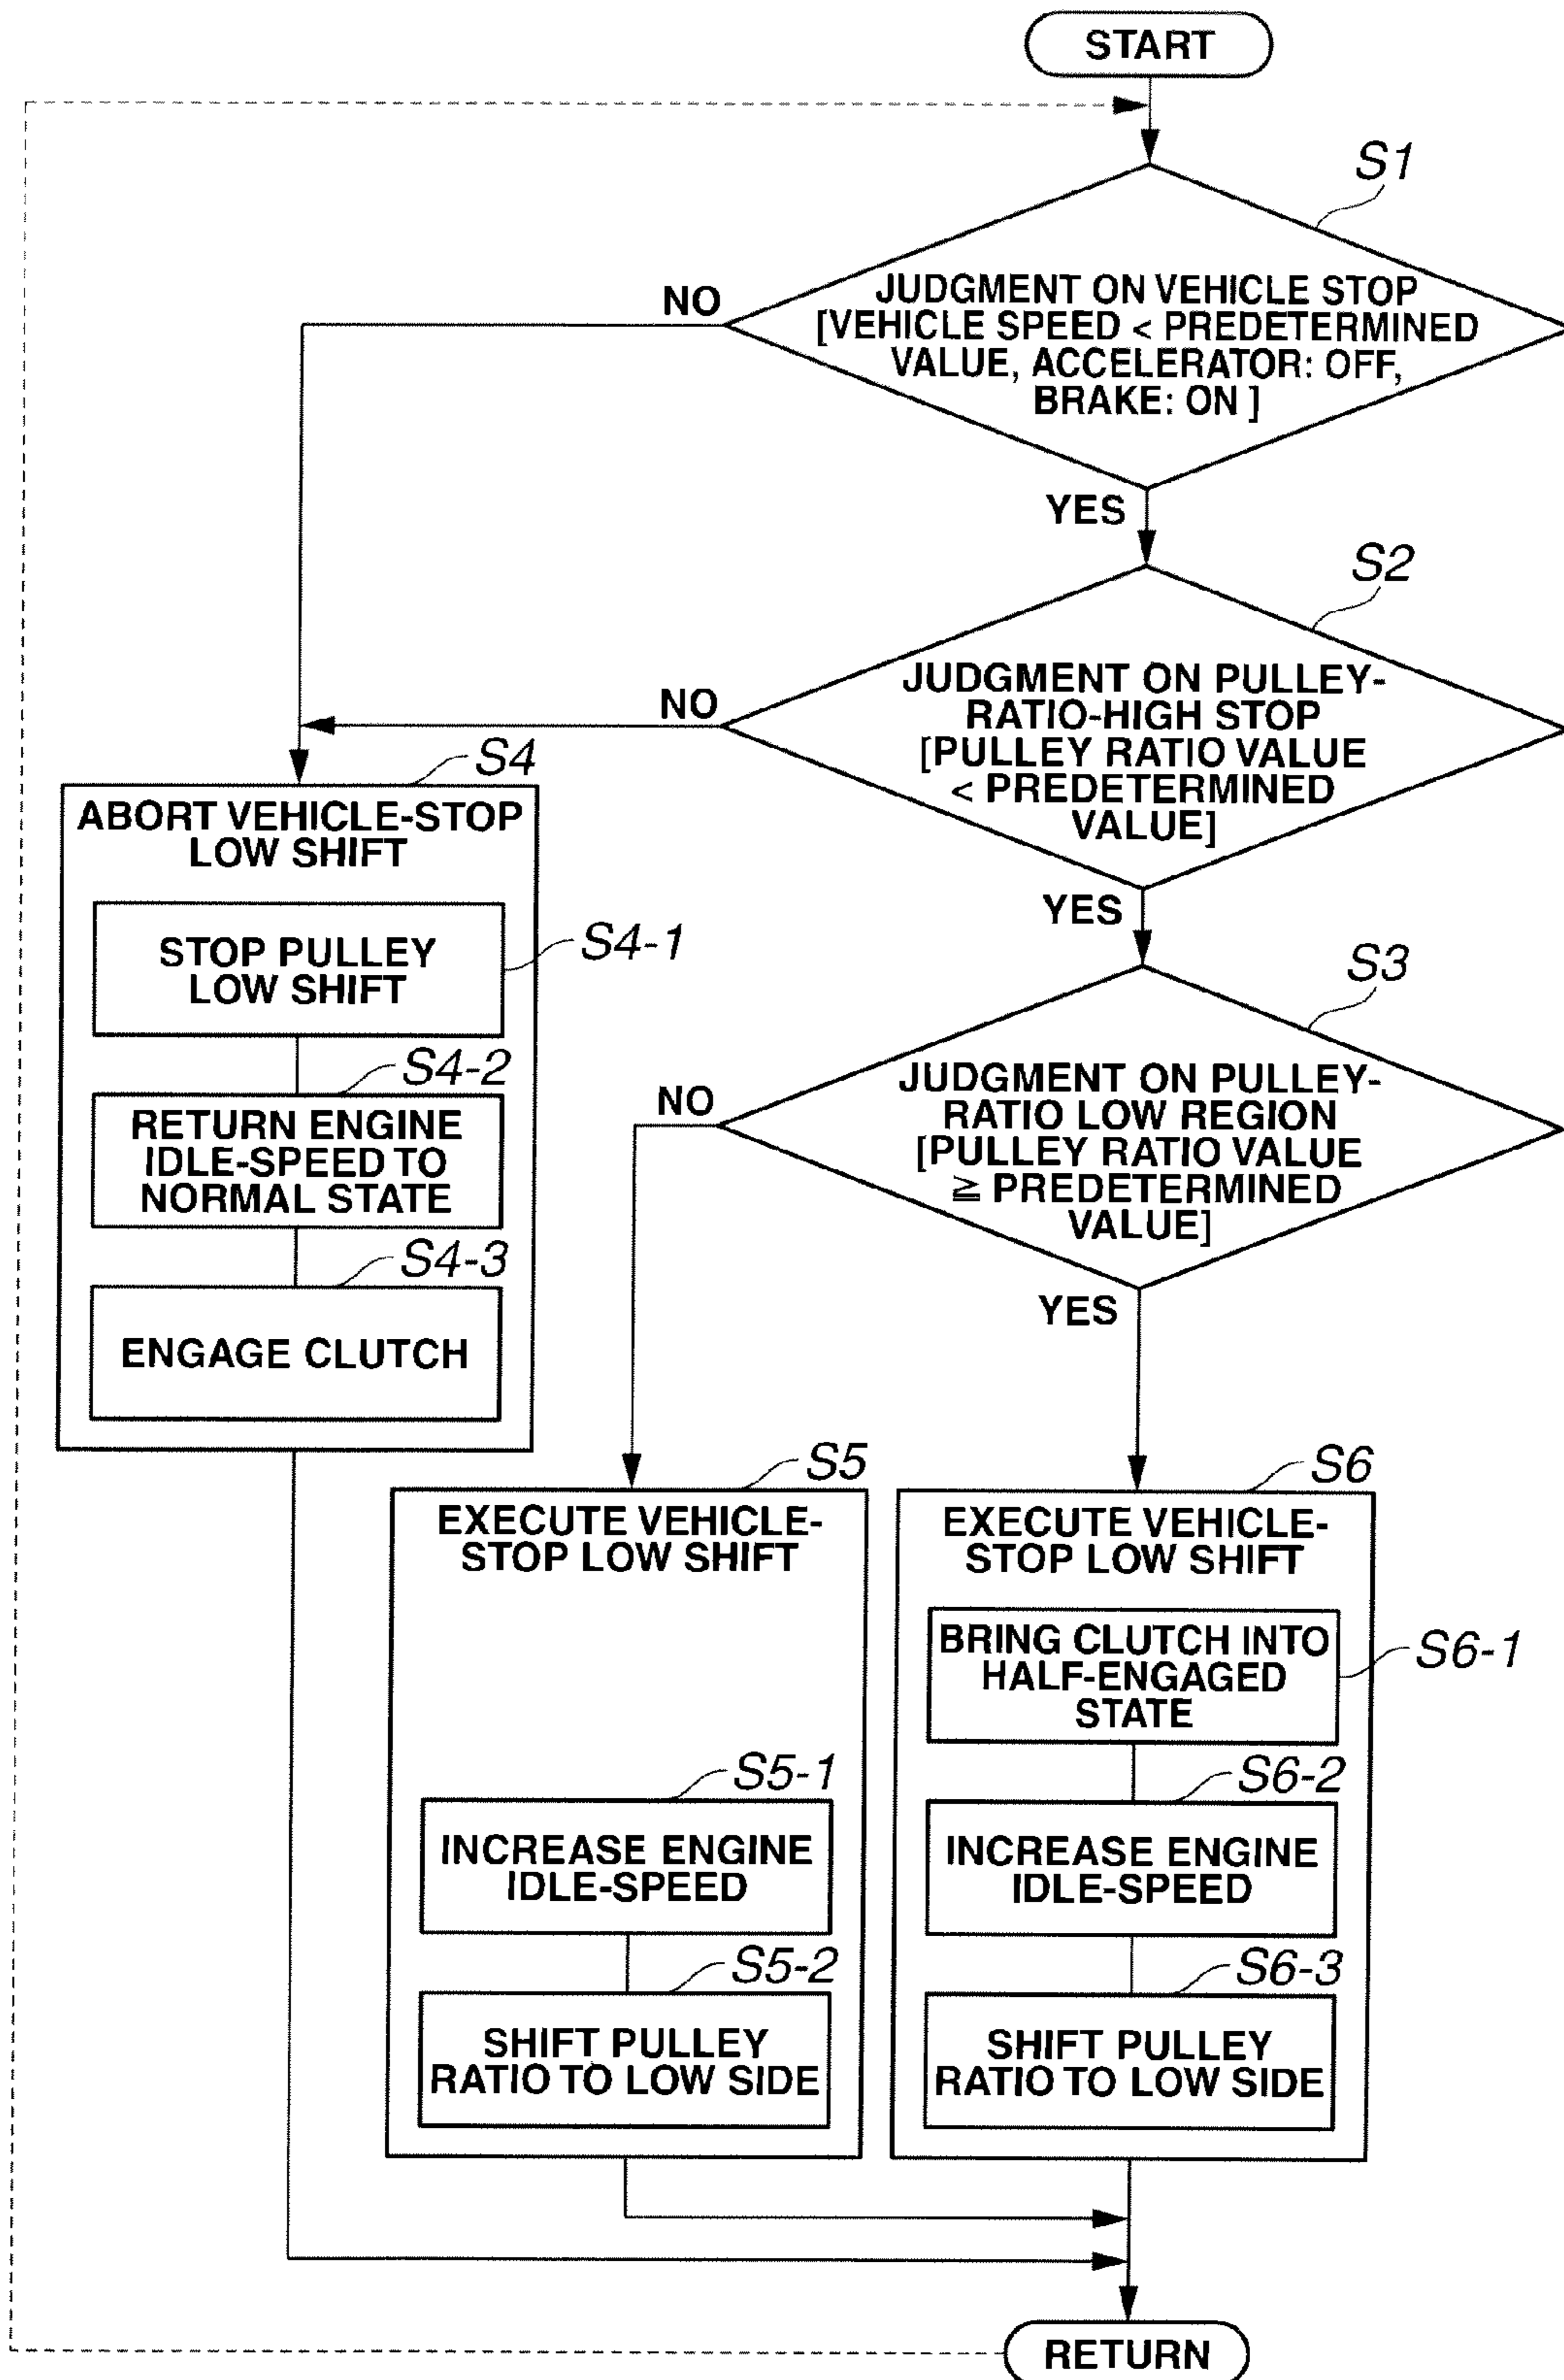 START
S1
JUDGMENT ON VEHICLE STOP
[VEHICLE SPEED < PREDETERMINED
VALUE, ACCELERATOR: OFF,
BRAKE: ON ]
NO
YES
S2
JUDGMENT ON PULLEY-
RATIO-HIGH STOP
[PULLEY RATIO VALUE
< PREDETERMINED
VALUE]
NO
YES
S3
JUDGMENT ON PULLEY-
RATIO LOW REGION
[PULLEY RATIO VALUE
≧ PREDETERMINED
VALUE]
NO
YES
S4
ABORT VEHICLE-STOP
LOW SHIFT
STOP PULLEY
LOW SHIFT
S4-1
S4-2
RETURN ENGINE
IDLE-SPEED TO
NORMAL STATE
S4-3
ENGAGE CLUTCH
S5
EXECUTE VEHICLE-
STOP LOW SHIFT
S5-1
INCREASE ENGINE
IDLE-SPEED
S5-2
SHIFT PULLEY
RATIO TO LOW SIDE
S6
EXECUTE VEHICLE-
STOP LOW SHIFT
BRING CLUTCH INTO
HALF-ENGAGED
STATE
S6-1
S6-2
INCREASE ENGINE
IDLE-SPEED
S6-3
SHIFT PULLEY
RATIO TO LOW SIDE
RETURN